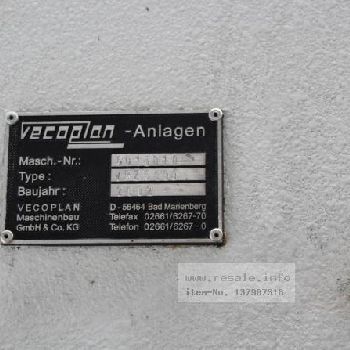 vecoplan -Anlagen
Masch.-Nr.:
Type :
Baujahr :
VECOPLAN D - 56464 Bad Marienberg
Maschinenbau Telefax 02661/6267-70
GmbH & Co. KG Telefon 02661/6267 - 0
www.resale.info
item-No. 137987516